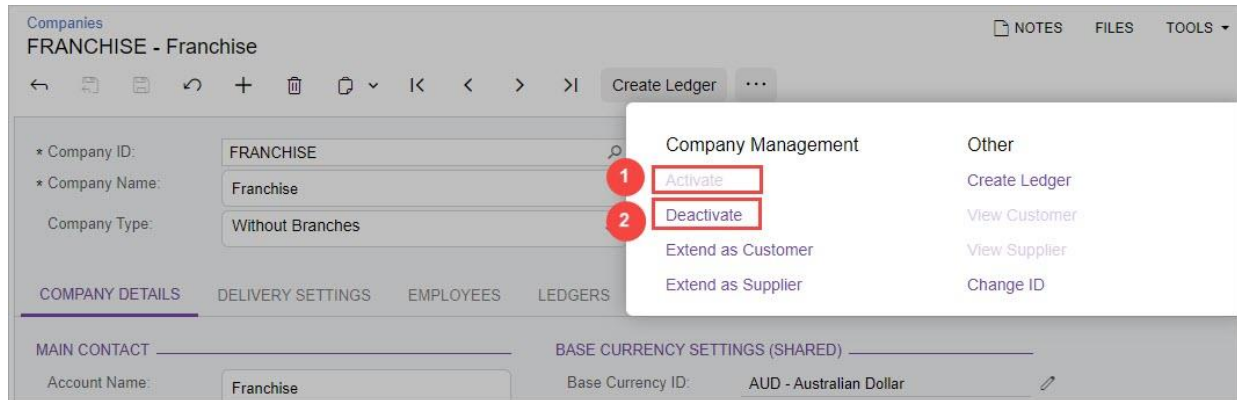 Companies
FRANCHISE - Franchise
NOTES FILES TOOLS
Create Ledger ...
* Company ID: FRANCHISE
* Company Name: Franchise
Company Type: Without Branches
Company Management Other
1 Activate Create Ledger
2 Deactivate View Customer
Extend as Customer View Supplier
Extend as Supplier Change ID
COMPANY DETAILS DELIVERY SETTINGS EMPLOYEES LEDGERS
MAIN CONTACT BASE CURRENCY SETTINGS (SHARED)
Account Name: Franchise Base Currency ID: AUD - Australian Dollar